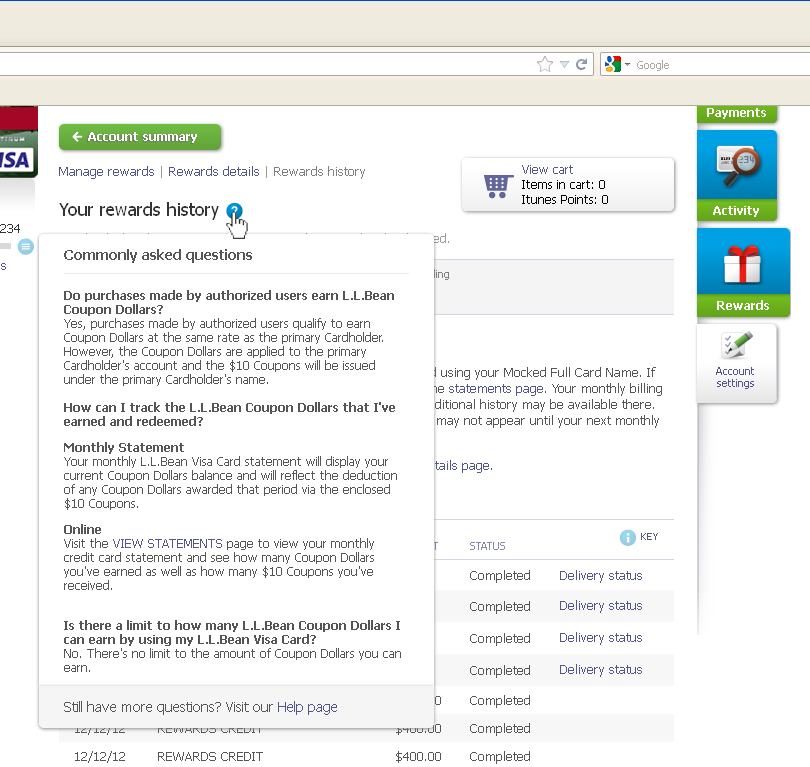 Google
Payments
TINUM
ISA
← Account summary
Manage rewards | Rewards details | Rewards history
View cart
Items in cart: 0
Itunes Points: 0
234
Activity
Your rewards history ?
s
ed.
Commonly asked questions
ling
Do purchases made by authorized users earn L.L.Bean
Coupon Dollars?
Yes, purchases made by authorized users qualify to earn
Coupon Dollars at the same rate as the primary Cardholder.
However, the Coupon Dollars are applied to the primary
Cardholder's account and the $10 Coupons will be issued
under the primary Cardholder's name.
Rewards
Account
settings
d using your Mocked Full Card Name. If
ne statements page. Your monthly billing
ditional history may be available there.
may not appear until your next monthly
tails page.
How can I track the L.L.Bean Coupon Dollars that I've
earned and redeemed?
Monthly Statement
Your monthly L.L.Bean Visa Card statement will display your
current Coupon Dollars balance and will reflect the deduction
of any Coupon Dollars awarded that period via the enclosed
$10 Coupons.
Online
Visit the VIEW STATEMENTS page to view your monthly
credit card statement and see how many Coupon Dollars
you've earned as well as how many $10 Coupons you've
received.
Is there a limit to how many L.L.Bean Coupon Dollars I
can earn by using my L.L.Bean Visa Card?
No. There's no limit to the amount of Coupon Dollars you can
earn.
Still have more questions? Visit our Help page
i KEY
T STATUS
Completed Delivery status
Completed Delivery status
Completed Delivery status
Completed Delivery status
0 Completed
12/12/12 REWARDS CREDIT $400.00 Completed
12/12/12 REWARDS CREDIT $400.00 Completed